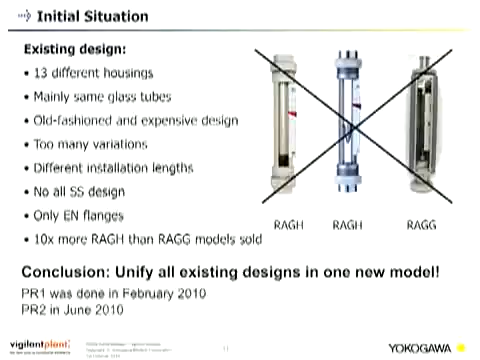 Initial Situation
Existing design:
• 13 different housings
• Mainly same glass tubes
• Old-fashioned and expensive design
• Too many variations
• Different installation lengths
• No all SS design
• Only EN flanges
• 10x more RAGH than RAGG models sold
RAGH RAGH RAGG
Conclusion: Unify all existing designs in one new model!
PR1 was done in February 2010
PR2 in June 2010
vigilantplant.
YOKOGAWA